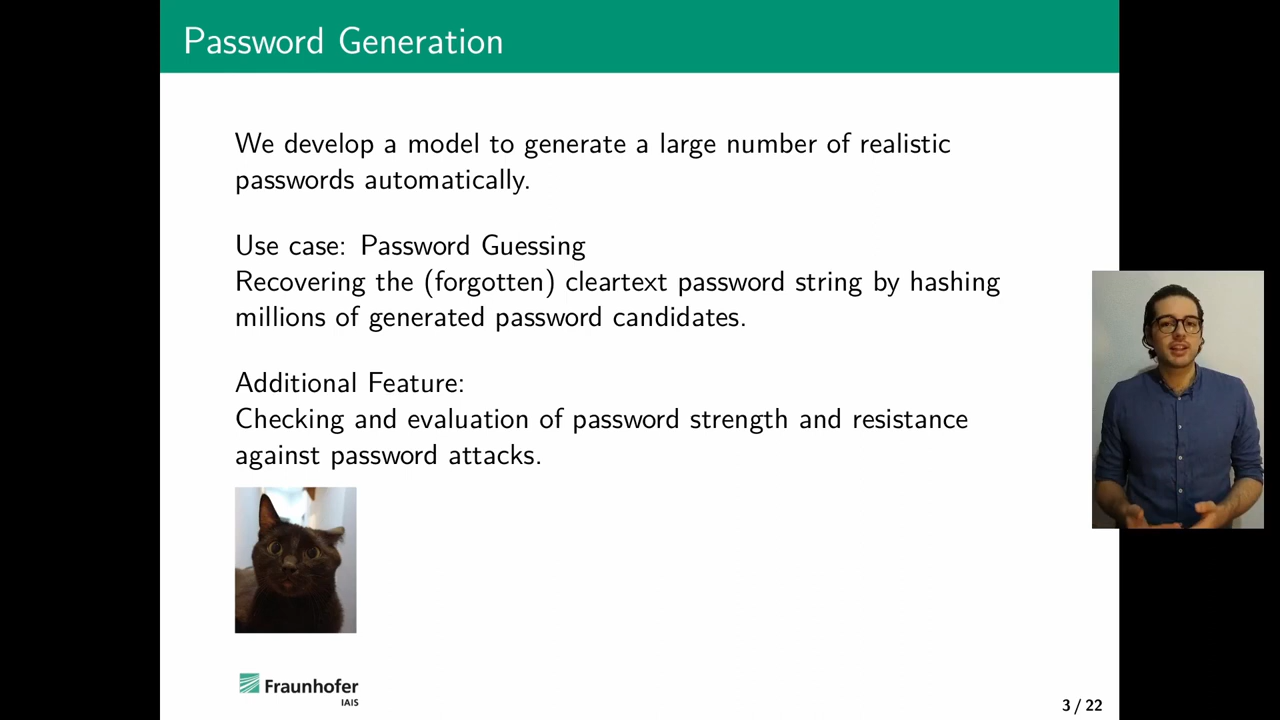 Password Generation
We develop a model to generate a large number of realistic
passwords automatically.
Use case: Password Guessing
Recovering the (forgotten) cleartext password string by hashing
millions of generated password candidates.
Additional Feature:
Checking and evaluation of password strength and resistance
against password attacks.
Fraunhofer
IAIS
3 / 22